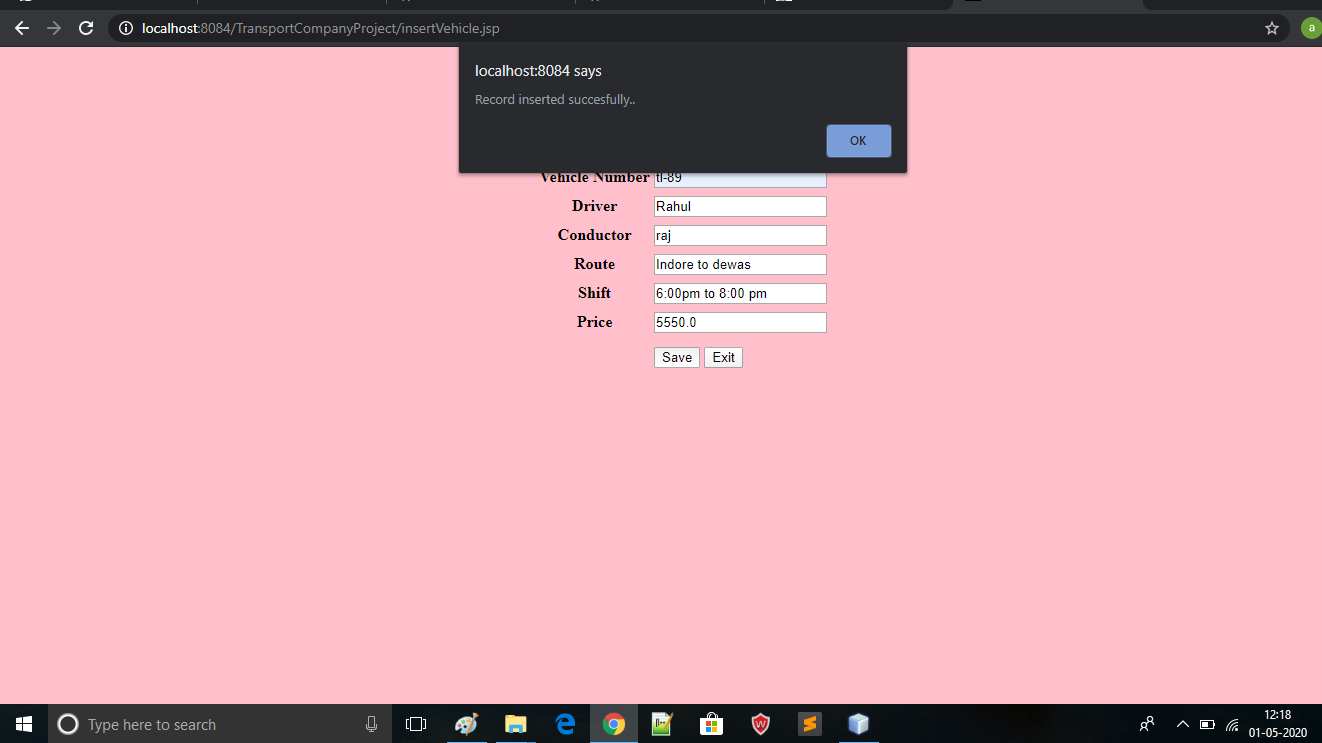 localhost:8084/TransportCompanyProject/insertVehicle.jsp
a
localhost:8084 says
Record inserted succesfully..
OK
Vehicle Number tl-89
Driver Rahul
Conductor raj
Route Indore to dewas
Shift 6:00pm to 8:00 pm
Price 5550.0
Save Exit
Type here to search
12:18
01-05-2020